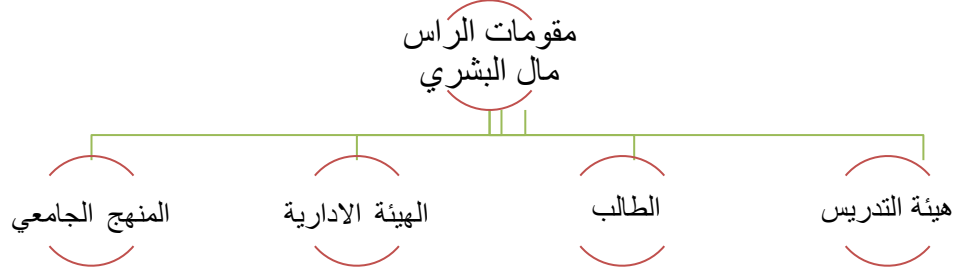 مقومات الراس
مال البشري
هيئة التدريس
الطالب
الهيئة الادارية
المنهج الجامعي